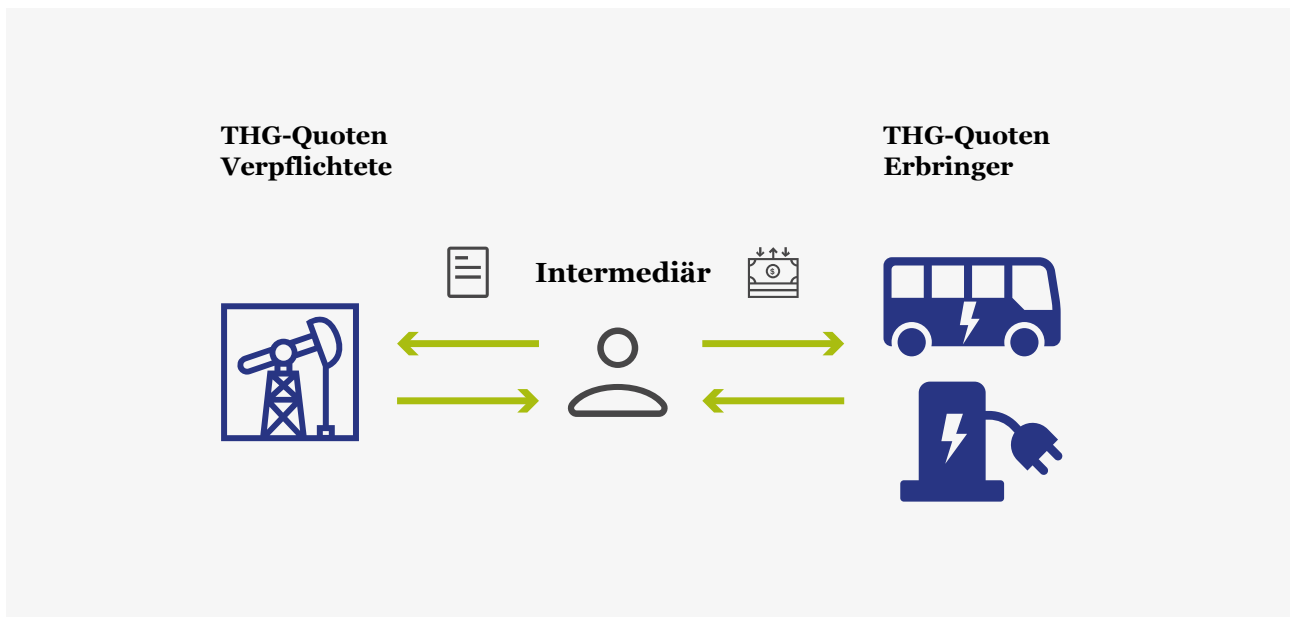 THG-Quoten
Verpflichtete
THG-Quoten
Erbringer
Intermediär
$